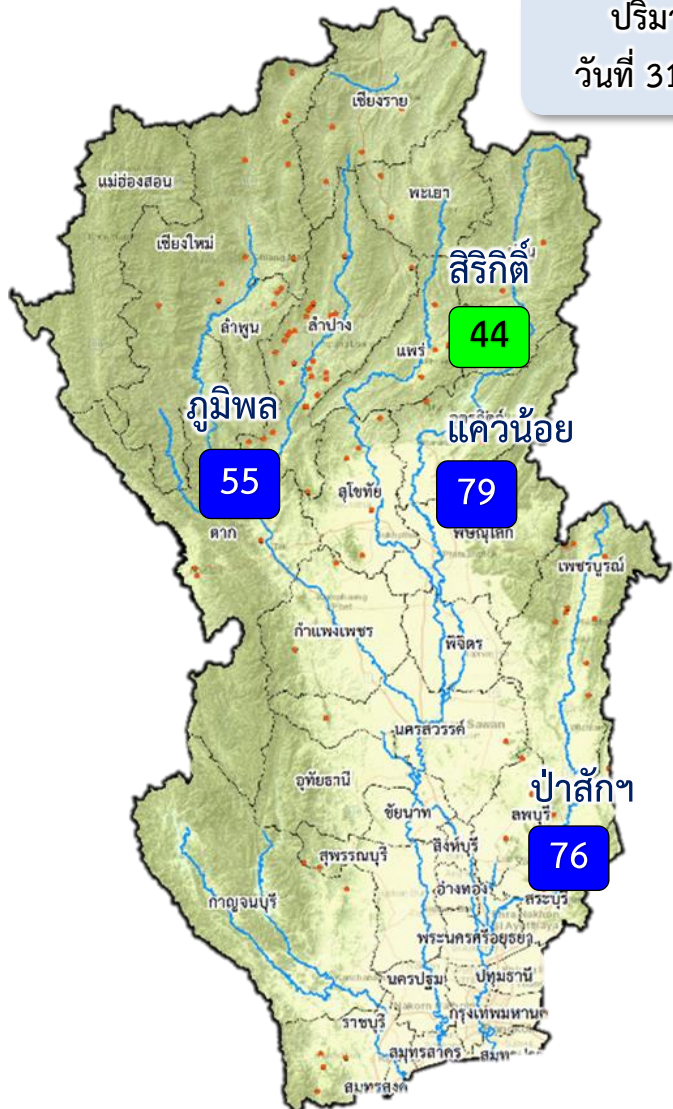 ปริมา
วันที่ 31
เชียงราย
แม่ฮ่องสอน
พะเยา
เชียงใหม่
สิริกิติ์
44
ลำพูน
ลำปาง
แพร่
ภูมิพล
แควน้อย
55
79
สุโขทัย
ตาก
พิษณุโลก
เพชรบูรณ์
กำแพงเพชร
พิจิตร
นครสวรรค์
Sawan
อุทัยธานี
ป่าสักฯ
ชัยนาท
ลพบุรี
สิงห์บุรี
76
สุพรรณบุรี
อ่างทอง
กาญจนบุรี
สระบุรี
พระนครศรีอยุธยา
นครปฐม
ปทุมธานี
ราชบุรี
กรุงเทพมหานค
สมุทรสาคร
สมุท
สมุทรสงค